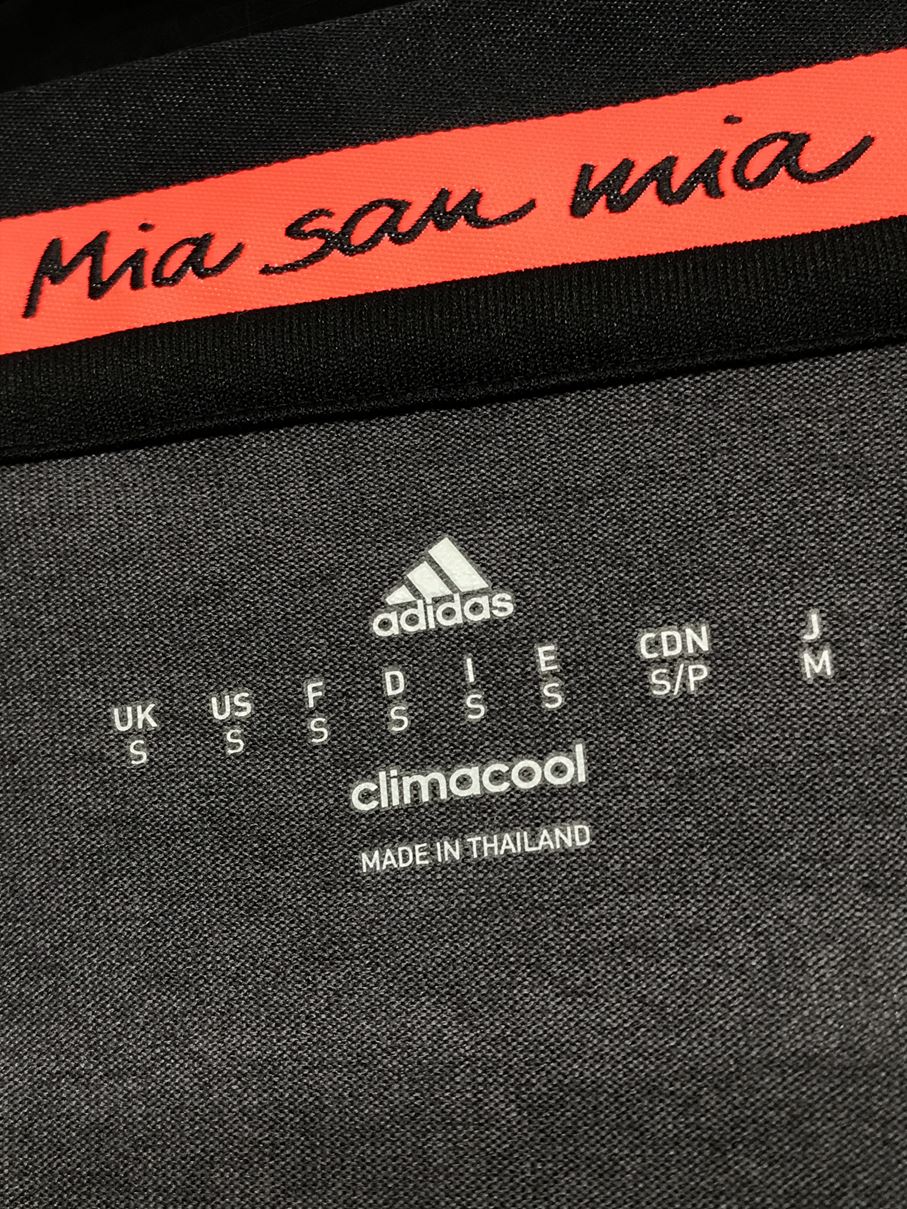 Mia san mia
adidas
UK US F D I E CDN J
S S S S S S S/P M
climacool
MADE IN THAILAND